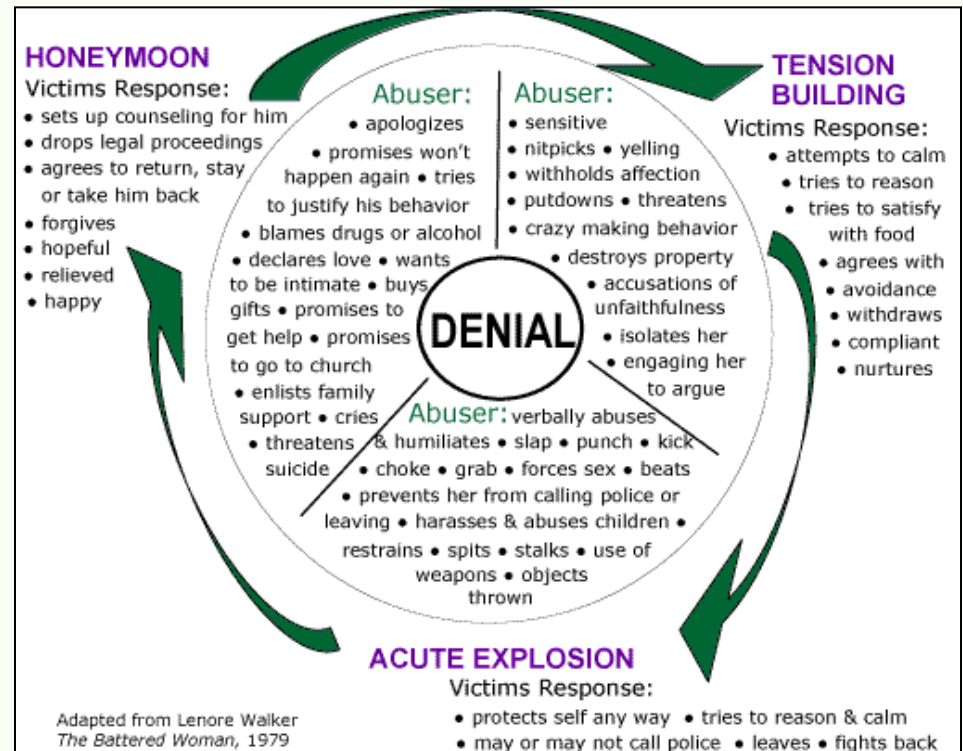 HONEYMOON
Victims Response:
• sets up counseling for him
• drops legal proceedings
• agrees to return, stay
or take him back
• forgives
• hopeful
• relieved
• happy
Abuser:
• apologizes
• promises won't
happen again • tries
to justify his behavior
• blames drugs or alcohol
• declares love • wants
to be intimate • buys
gifts • promises to
get help • promises
to go to church
• enlists family
support • cries
• threatens
suicide
Abuser:
• sensitive
• nitpicks • yelling
• withholds affection
• putdowns • threatens
• crazy making behavior
• destroys property
• accusations of
unfaithfulness
• isolates her
• engaging her
to argue
TENSION
BUILDING
Victims Response:
• attempts to calm
• tries to reason
• tries to satisfy
with food
• agrees with
• avoidance
• withdraws
• compliant
• nurtures
DENIAL
Abuser: verbally abuses
& humiliates • slap • punch • kick
• choke • grab • forces sex • beats
• prevents her from calling police or
leaving • harasses & abuses children •
restrains • spits • stalks • use of
weapons • objects
thrown
ACUTE EXPLOSION
Victims Response:
• protects self any way • tries to reason & calm
• may or may not call police • leaves • fights back
Adapted from Lenore Walker
The Battered Woman, 1979